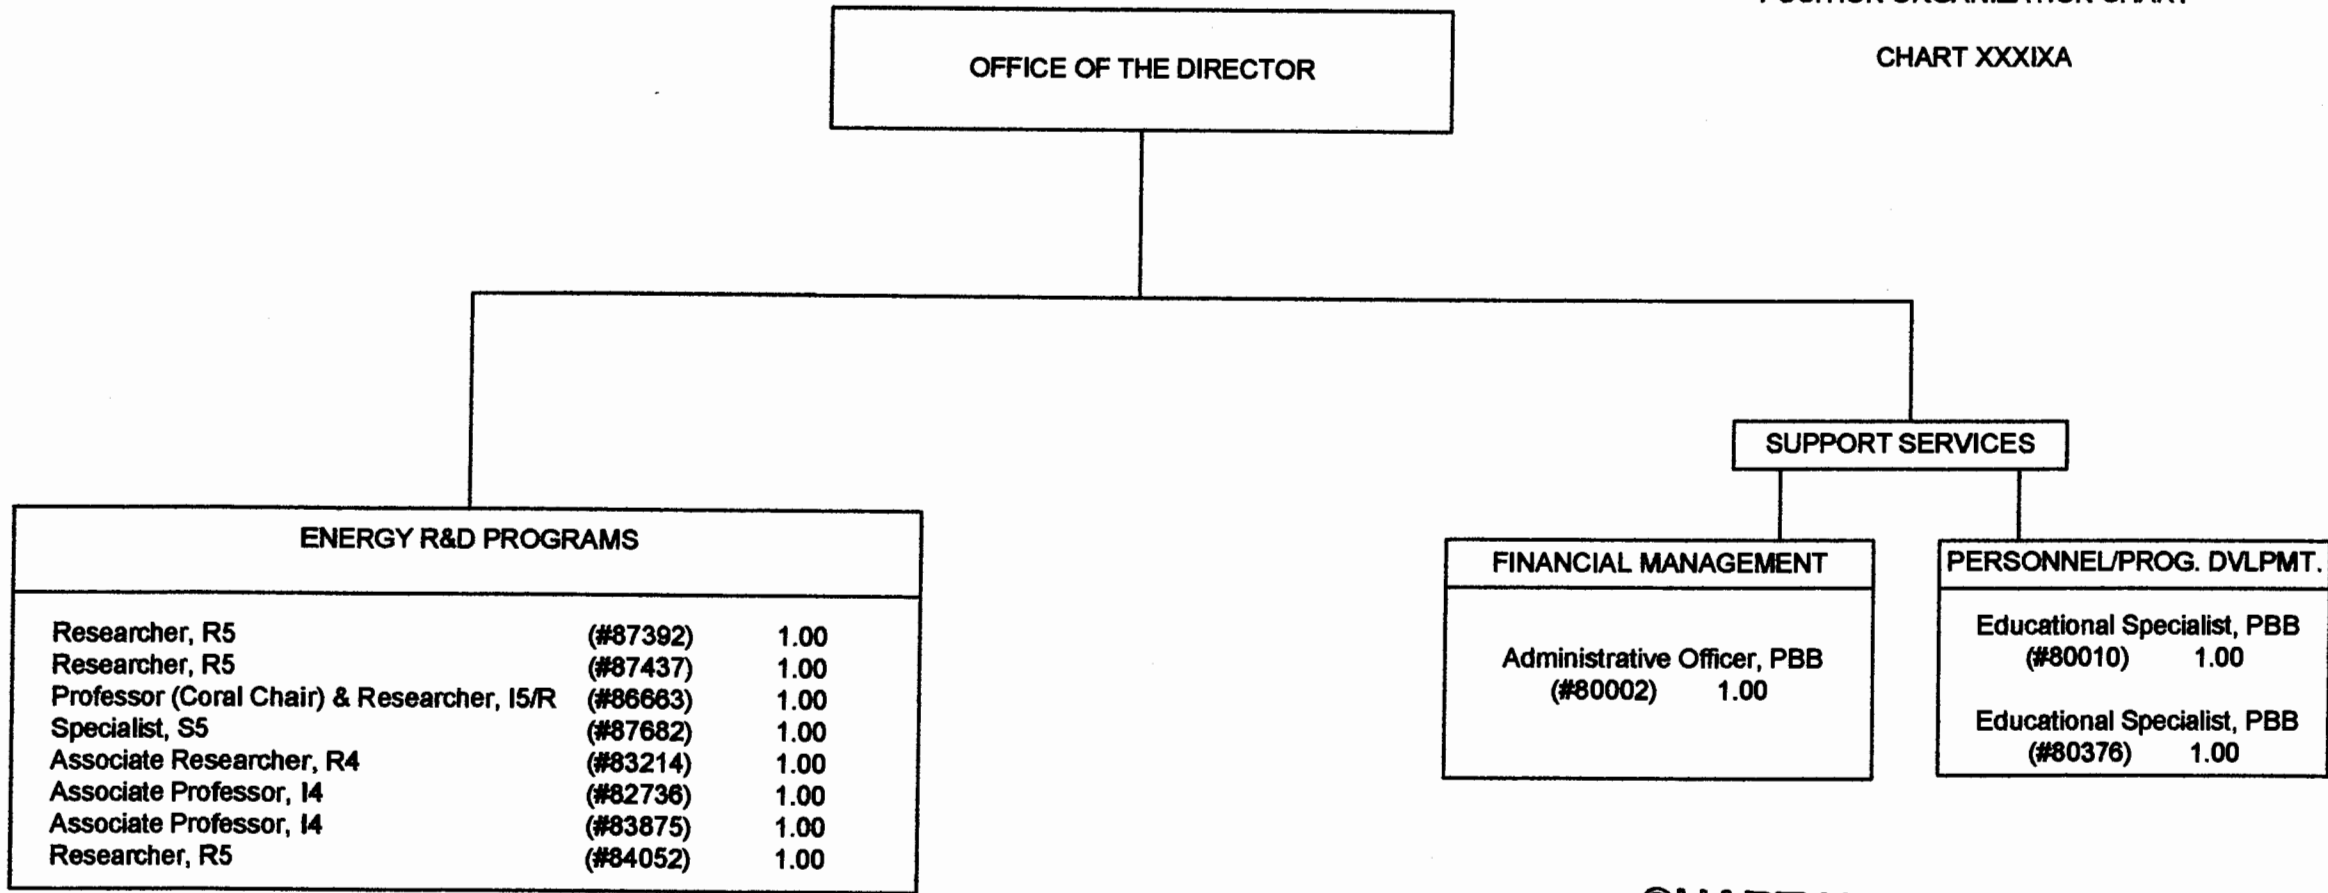 POSITION ORGANIZATION CHART
CHART XXXIXA
OFFICE OF THE DIRECTOR
SUPPORT SERVICES
ENERGY R&D PROGRAMS
Researcher, R5 (#87392) 1.00
Researcher, R5 (#87437) 1.00
Professor (Coral Chair) & Researcher, I5/R (#86663) 1.00
Specialist, S5 (#87682) 1.00
Associate Researcher, R4 (#83214) 1.00
Associate Professor, I4 (#82736) 1.00
Associate Professor, I4 (#83875) 1.00
Researcher, R5 (#84052) 1.00
FINANCIAL MANAGEMENT
Administrative Officer, PBB
(#80002) 1.00
PERSONNEL/PROG. DVLPMT.
Educational Specialist, PBB
(#80010) 1.00
Educational Specialist, PBB
(#80376) 1.00